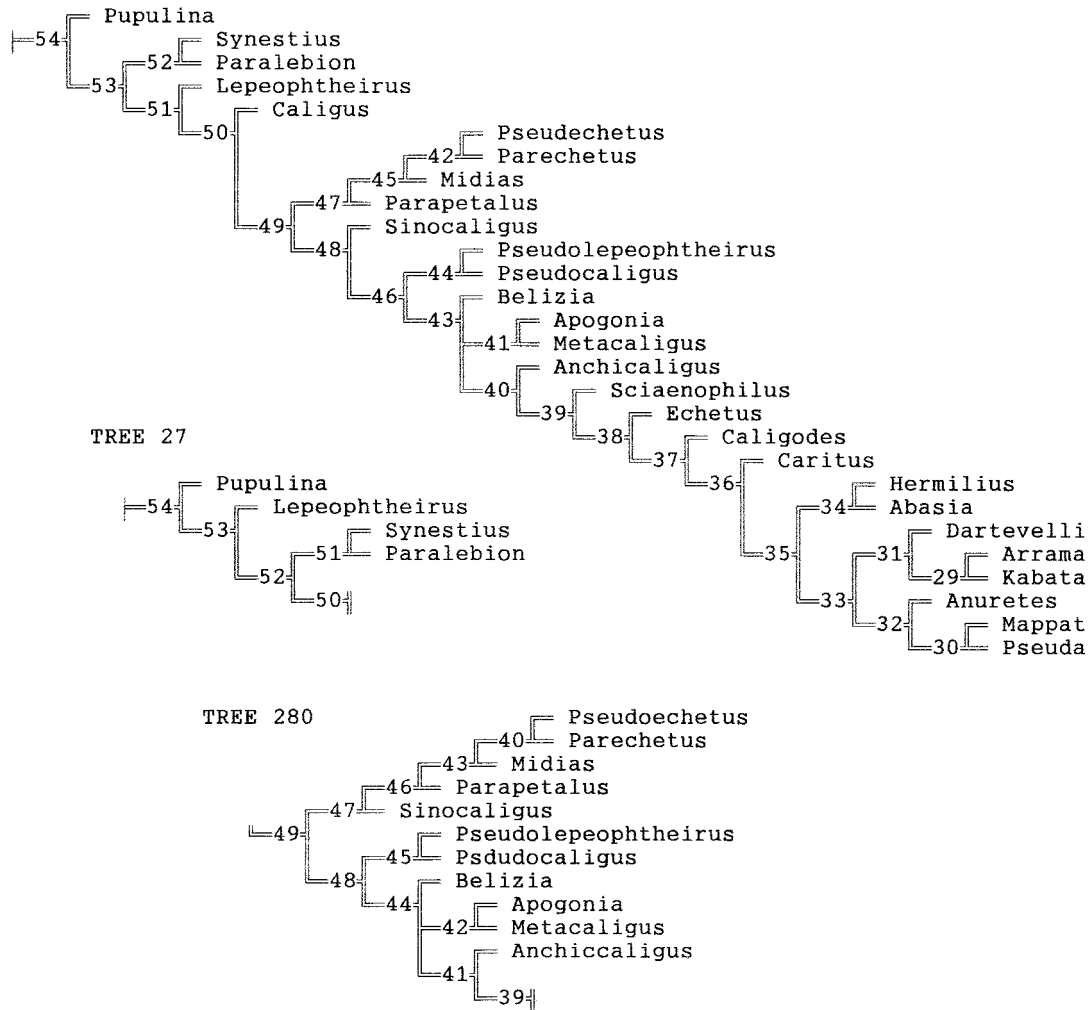 Pupulina
54
Synestius
52
Paralebion
53
Lepeophtheirus
51
Caligus
50
Pseudechetus
42
Parechetus
45
Midias
47
Parapetalus
49
Sinocaligus
48
Pseudolepeophtheirus
44
Pseudocaligus
46
Belizia
43
Apogonia
41
Metacaligus
Anchicaligus
40
Sciaenophilus
39
Echetus
38
TREE 27
Caligodes
37
Caritus
36
Pupulina
Hermilius
54
Lepeophtheirus
34
Abasia
53
Synestius
Dartevelli
51
Paralebion
35
31
Arrama
52
29
Kabata
50
33
Anuretes
32
Mappat
30
Pseuda
TREE 280
Pseudoechetus
40
Parechetus
43
Midias
46
Parapetalus
47
Sinocaligus
49
Pseudolepeophtheirus
45
Psdudocaligus
48
Belizia
44
Apogonia
42
Metacaligus
Anchiccaligus
41
39